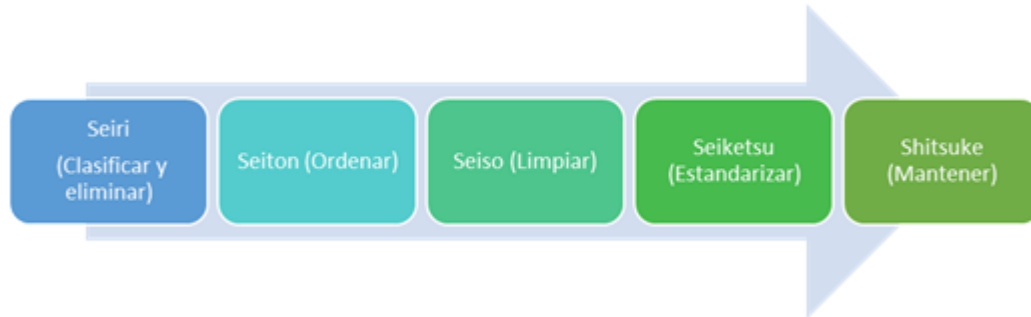 Seiri
(Clasificar y
eliminar)
Seiton (Ordenar)
Seiso (Limpiar)
Seiketsu
(Estandarizar)
Shitsuke
(Mantener)